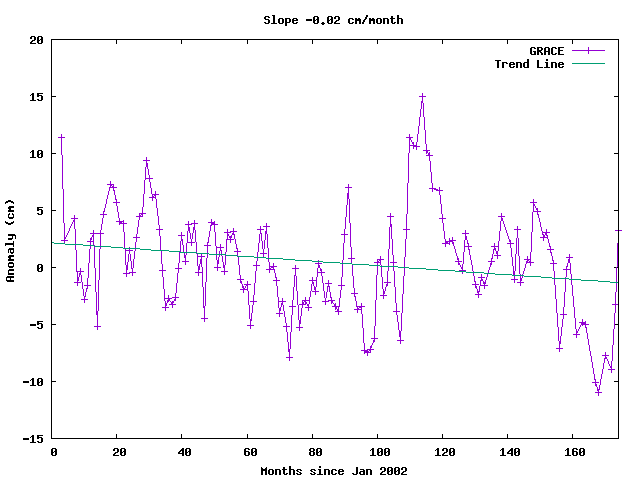 Slope -0.02 cm/month
GRACE
Trend Line
20
15
10
5
0
-5
-10
-15
Anomaly (cm)
0 20 40 60 80 100 120 140 160
Months since Jan 2002